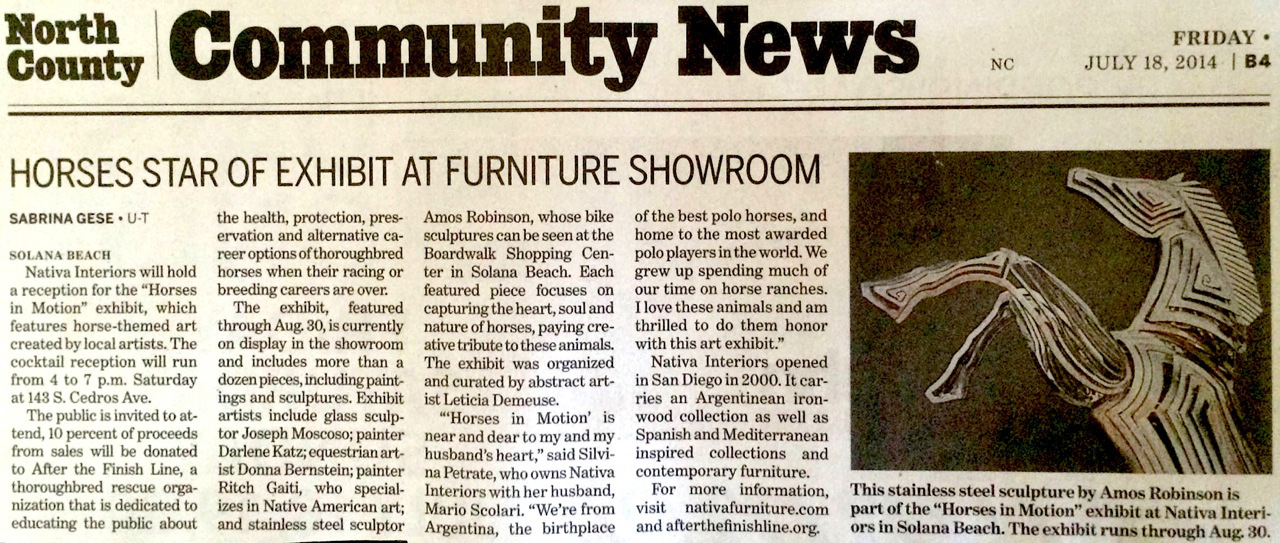 North
County
Community News
NC
FRIDAY •
JULY 18, 2014 | B4
HORSES STAR OF EXHIBIT AT FURNITURE SHOWROOM
SABRINA GESE • U-T
SOLANA BEACH
Nativa Interiors will hold
a reception for the “Horses
in Motion” exhibit, which
features horse-themed art
created by local artists. The
cocktail reception will run
from 4 to 7 p.m. Saturday
at 143 S. Cedros Ave.
The public is invited to at-
tend, 10 percent of proceeds
from sales will be donated
to After the Finish Line, a
thoroughbred rescue orga-
nization that is dedicated to
educating the public about
the health, protection, pres-
ervation and alternative ca-
reer options of thoroughbred
horses when their racing or
breeding careers are over.
The exhibit, featured
through Aug. 30, is currently
on display in the showroom
and includes more than a
dozen pieces, including paint-
ings and sculptures. Exhibit
artists include glass sculp-
tor Joseph Moscoso; painter
Darlene Katz; equestrian art-
ist Donna Bernstein; painter
Ritch Gaiti, who special-
izes in Native American art;
and stainless steel sculptor
Amos Robinson, whose bike
sculptures can be seen at the
Boardwalk Shopping Cen-
ter in Solana Beach. Each
featured piece focuses on
capturing the heart, soul and
nature of horses, paying cre-
ative tribute to these animals.
The exhibit was organized
and curated by abstract art-
ist Leticia Demeuse.
“‘Horses in Motion’ is
near and dear to my and my
husband’s heart,” said Silvi-
na Petrate, who owns Nativa
Interiors with her husband,
Mario Scolari. “We’re from
Argentina, the birthplace
of the best polo horses, and
home to the most awarded
polo players in the world. We
grew up spending much of
our time on horse ranches.
I love these animals and am
thrilled to do them honor
with this art exhibit.”
Nativa Interiors opened
in San Diego in 2000. It car-
ries an Argentinean iron-
wood collection as well as
Spanish and Mediterranean
inspired collections and
contemporary furniture.
For more information,
visit nativafurniture.com
and afterthefinishline.org.
This stainless steel sculpture by Amos Robinson is
part of the “Horses in Motion” exhibit at Nativa Interi-
ors in Solana Beach. The exhibit runs through Aug. 30.